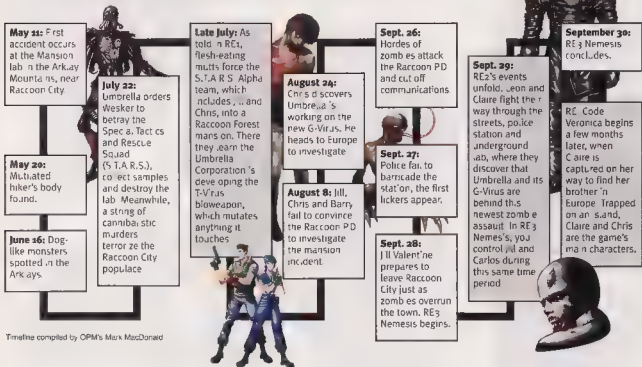 May 11: First
accident occurs
at the Mansion
lab in the Arklay
Mountains, near
Raccoon City.
May 20:
Mutilated
hiker's body
found.
June 16: Dog-
like monsters
spotted in the
Arklays.
July 22:
Umbrella orders
Wesker to
betray the
Special Tactics
and Rescue
Squad
(S.T.A.R.S.),
collect samples
and destroy the
lab. Meanwhile,
a string of
cannibalistic
murders
terrorize the
Raccoon City
populace
Late July: As
told in RE1,
flesh-eating
mutts force the
S.T.A.R.S. Alpha
team, which
includes Jill and
Chris, into a
Raccoon Forest
mansion. There
they learn the
Umbrella
Corporation is
developing the
T-Virus
bioweapon,
which mutates
anything it
touches
August 24:
Chris discovers
Umbrella is
working on the
new G-Virus. He
heads to Europe
to investigate
August 8: Jill,
Chris and Barry
fail to convince
the Raccoon PD
to investigate
the mansion
incident.
Sept. 26:
Hordes of
zombies attack
the Raccoon PD
and cut off
communications
Sept. 27:
Police fail to
barricade the
station, the first
lickers appear.
Sept. 28:
Jill Valentine
prepares to
leave Raccoon
City just as
zombies overrun
the town. RE3
Nemesis begins.
Sept. 29:
RE2's events
unfold. Leon and
Claire fight their
way through the
streets, police
station and
underground
lab, where they
discover that
Umbrella and its
G-Virus are
behind this
newest zombie
assault. In RE3
Nemesis, you
control Jill and
Carlos during
this same time
period
September 30:
RE3 Nemesis
concludes.
RE Code
Veronica begins
a few months
later, when
Claire is
captured on her
way to find her
brother in
Europe. Trapped
on an island,
Claire and Chris
are the game's
main characters.
Timeline compiled by OPM's Mark MacDonald